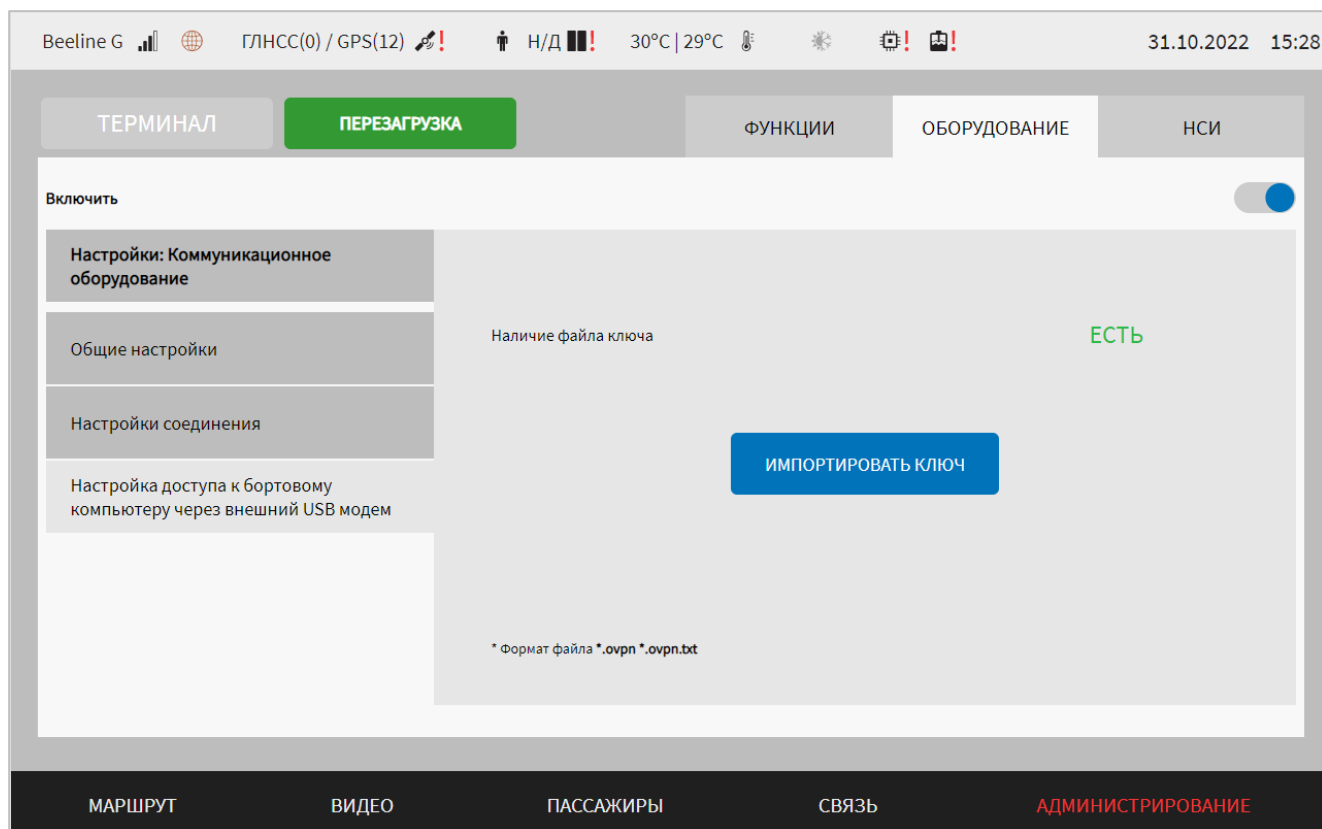 Beeline G ГЛНСС(0) / GPS(12) ! Н/Д ! 30°C | 29°C ! ! 31.10.2022 15:28
ТЕРМИНАЛ ПЕРЕЗАГРУЗКА ФУНКЦИИ ОБОРУДОВАНИЕ НСИ
Включить
Настройки: Коммуникационное
оборудование
Общие настройки
Настройки соединения
Настройка доступа к бортовому
компьютеру через внешний USB модем
Наличие файла ключа ЕСТЬ
ИМПОРТИРОВАТЬ КЛЮЧ
* Формат файла *.ovpn *.ovpn.txt
МАРШРУТ ВИДЕО ПАССАЖИРЫ СВЯЗЬ АДМИНИСТРИРОВАНИЕ